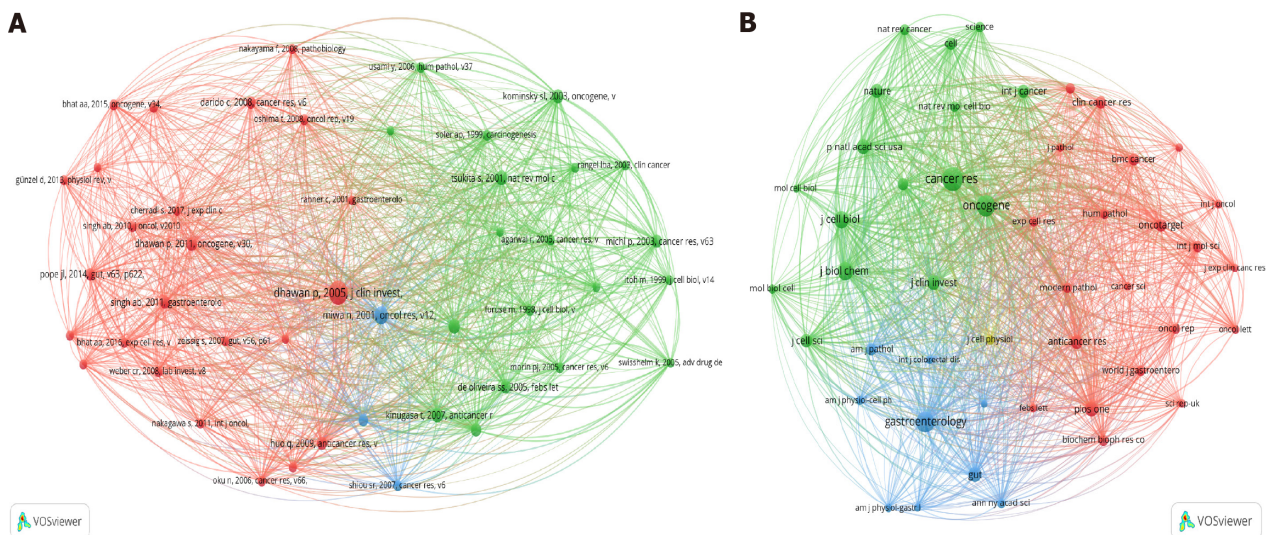 A
nakayama f, 2006, pathobiology
usami y, 2006, hum pathol, v37
bhat aa, 2015, oncogene, v34,
darido c, 2008, cancer res, v6
kominsky sl, 2003, oncogene, v
oshima t, 2008, oncol rep, v19
soler ap, 1999, carcinogenesis
rangel lba, 2003, clin cancer
günzel d, 2013, physiol rev, v
tsukita s, 2001, nat rev mol c
rahner c, 2001, gastroenterolo
cherradi s, 2017, j exp clin c
singh ab, 2010, j oncol, v2010
dhawan p, 2011, oncogene, v30,
agarwal r, 2005, cancer res, v
michl p, 2003, cancer res, v63
pope jl, 2014, gut, v63, p622,
itoh m, 1999, j cell biol, v14
dhawan p, 2005, j clin invest,
singh ab, 2011, gastroenterolo
miwa n, 2001, oncol res, v12,
furuse m, 1998, j cell biol, v
bhat aa, 2016, exp cell res, v
zeissig s, 2007, gut, v56, p61
weber cr, 2008, lab invest, v8
morin pj, 2005, cancer res, v6
swisshelm k, 2005, adv drug de
de oliveira ss, 2005, febs let
kinugasa t, 2007, anticancer r
nakagawa s, 2011, int j oncol,
huo q, 2009, anticancer res, v
oku n, 2006, cancer res, v66,
shiou sr, 2007, cancer res, v6
VOSviewer
B
nat rev cancer
science
cell
nature
int j cancer
clin cancer res
nat rev mol cell bio
p natl acad sci usa
j pathol
bmc cancer
cancer res
mol cell biol
oncogene
int j oncol
j cell biol
exp cell res
hum pathol
oncotarget
int j mol sci
j biol chem
j clin invest
j exp clin canc res
mol biol cell
modern pathol
cancer sci
j cell sci
j cell physiol
anticancer res
oncol rep
oncol lett
am j pathol
int j colorectal dis
world j gastroentero
am j physiol-cell ph
gastroenterology
febs lett
plos one
sci rep-uk
biochem bioph res co
gut
am j physiol-gastr l
ann ny acad sci
VOSviewer